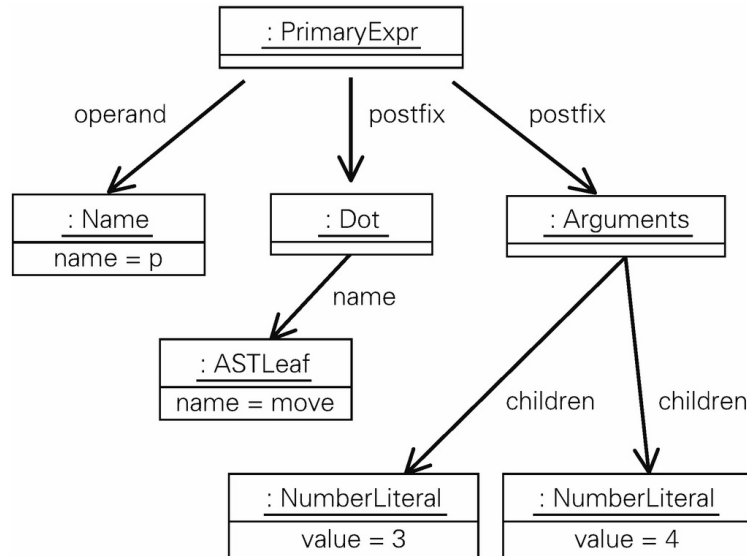 : PrimaryExpr
operand
postfix
postfix
: Name
name = p
: Dot
: Arguments
name
: ASTLeaf
name = move
children
children
: NumberLiteral
value = 3
: NumberLiteral
value = 4